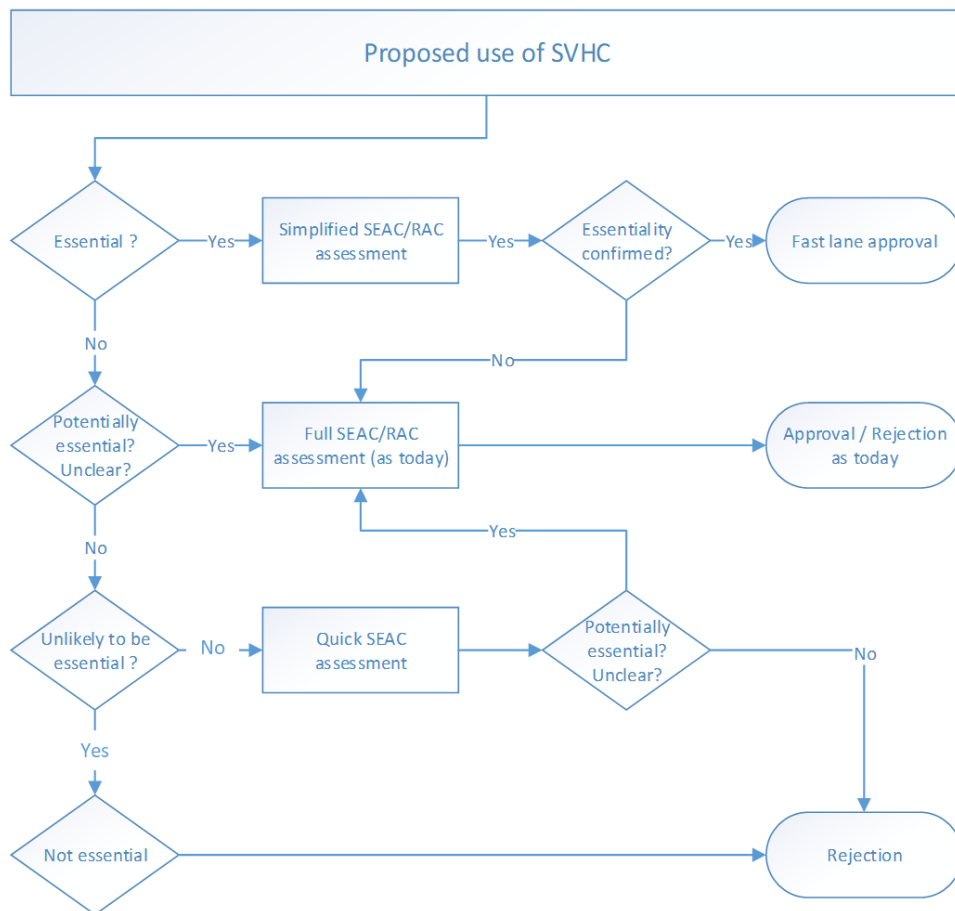 Proposed use of SVHC
Essential ?
Yes
Simplified SEAC/RAC
assessment
Yes
Essentiality
confirmed?
Yes
Fast lane approval
No
No
Potentially
essential?
Unclear?
Yes
Full SEAC/RAC
assessment (as today)
Approval / Rejection
as today
Yes
No
Unlikely to be
essential ?
No
Quick SEAC
assessment
Potentially
essential?
Unclear?
No
Yes
Not essential
Rejection